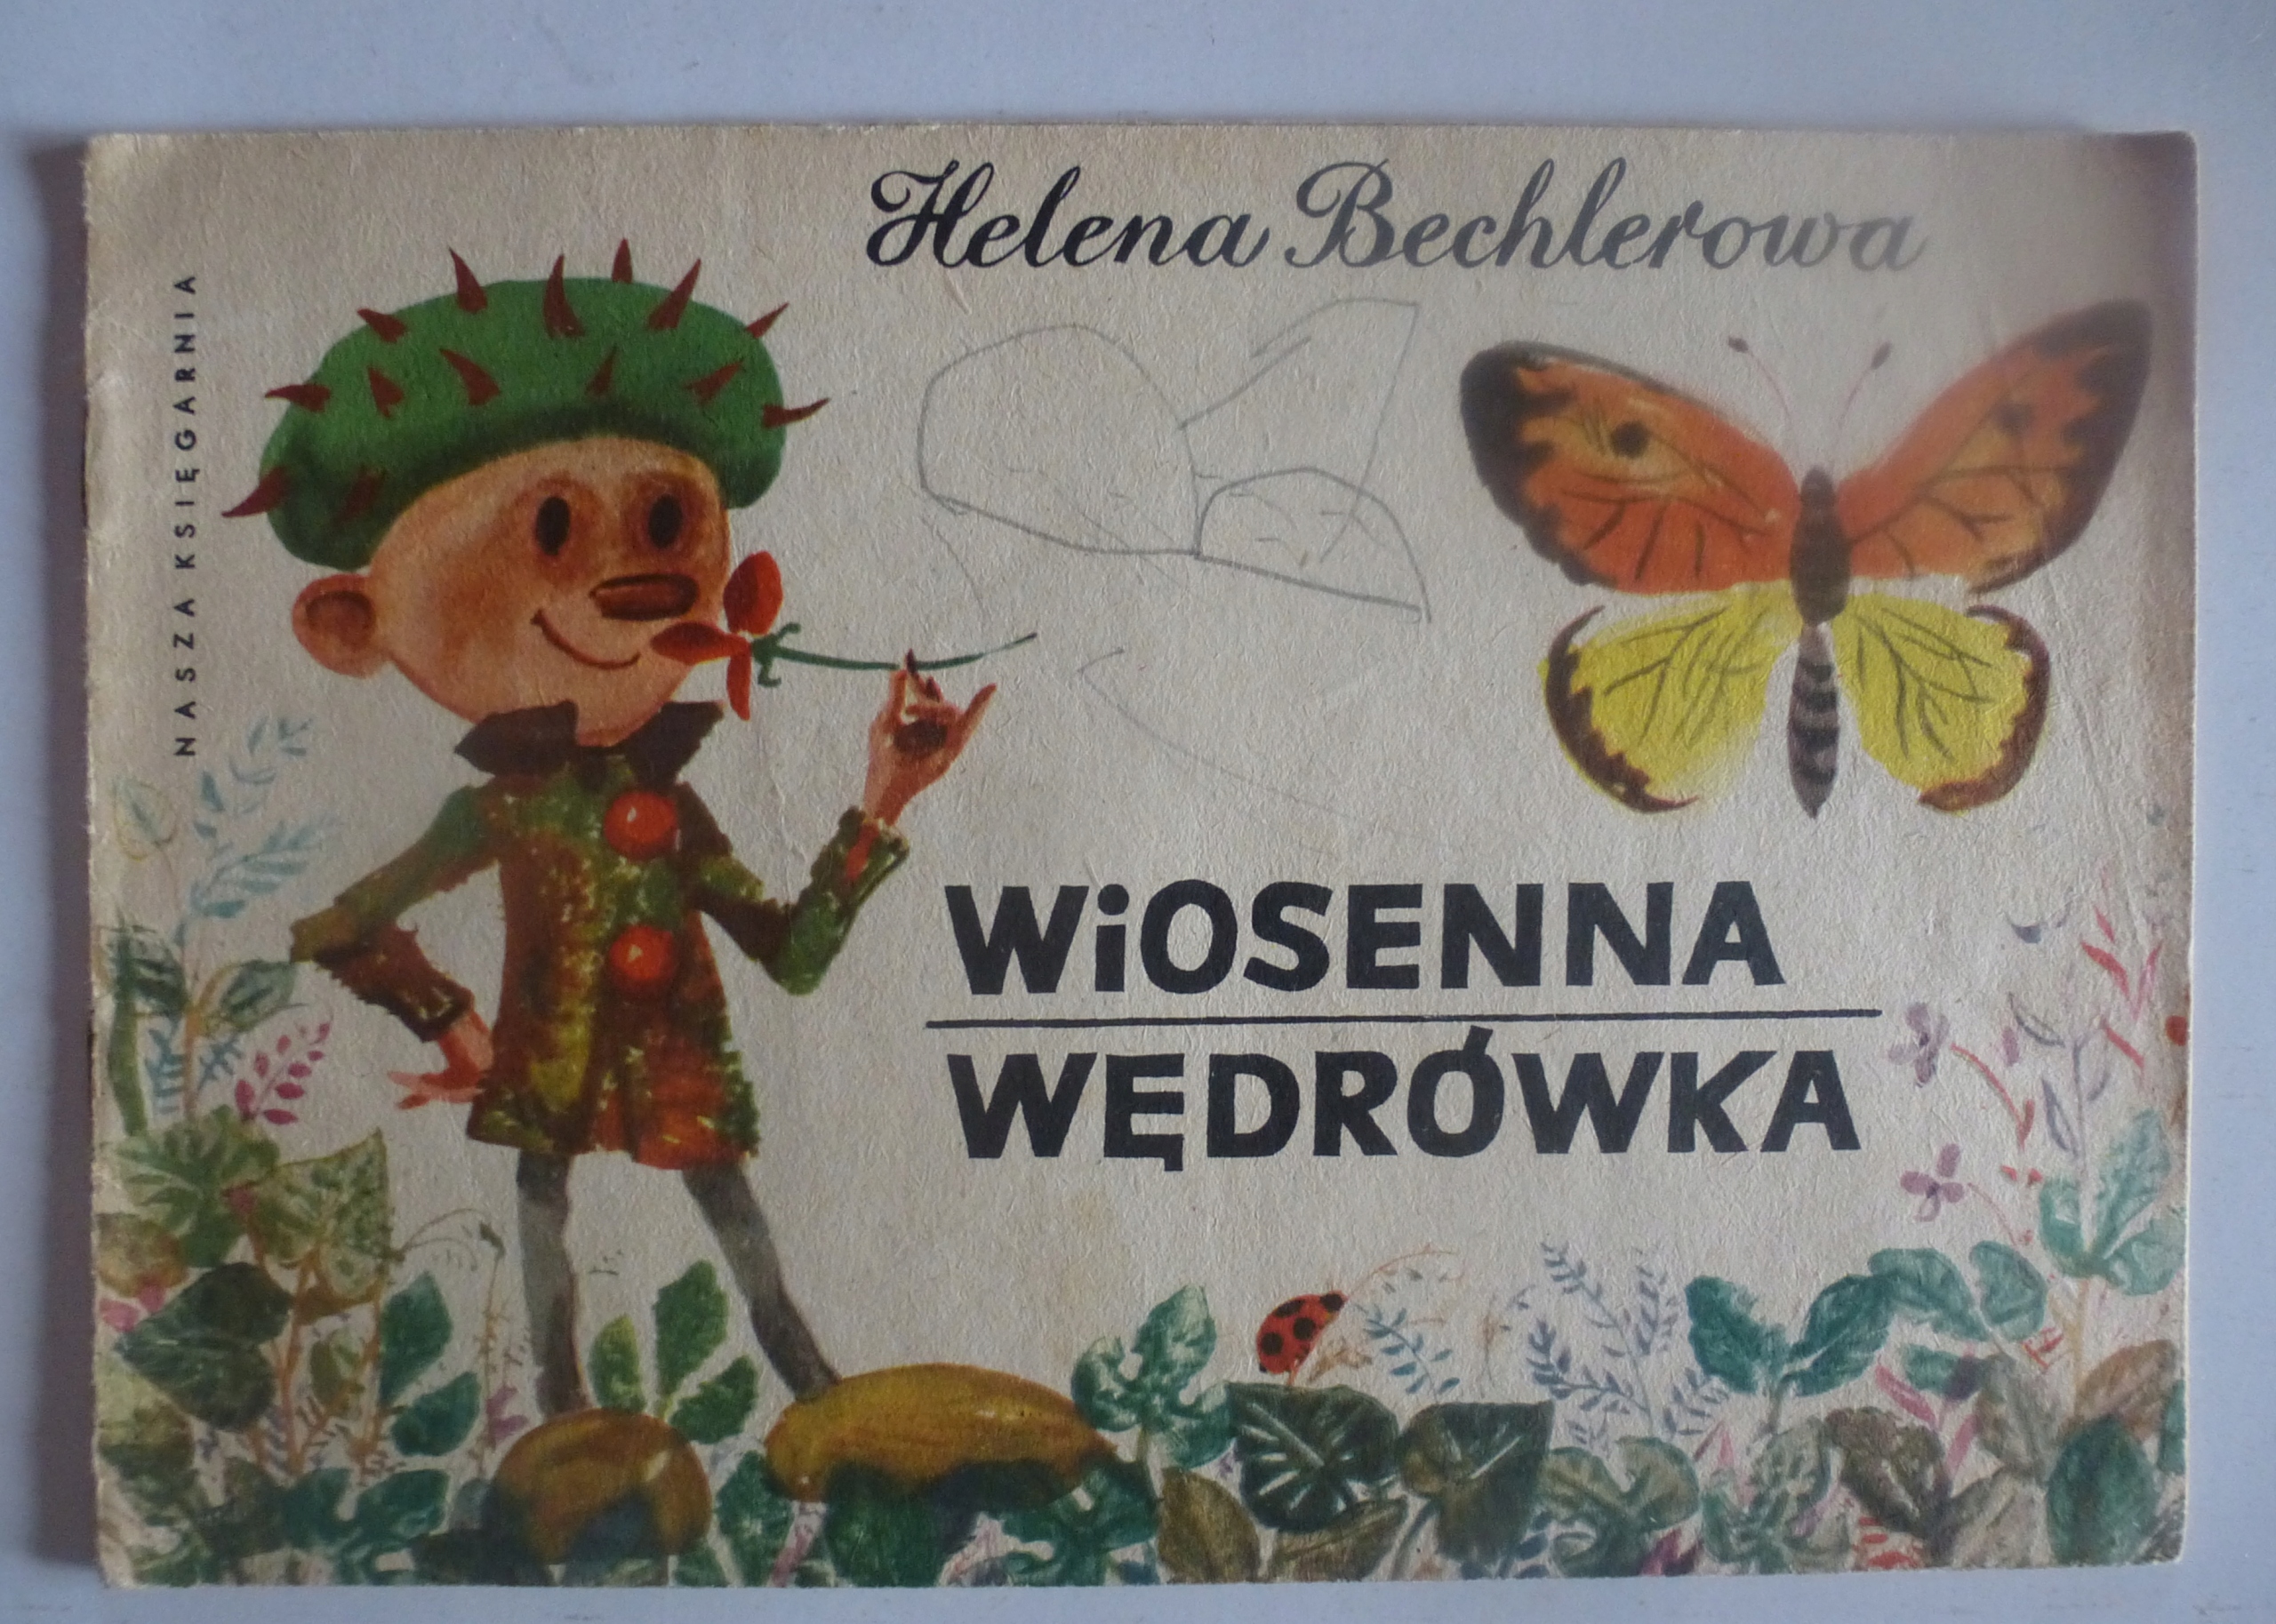 Helena Bechlerowa
NASZA KSIĘGARNIA
WiOSENNA
WĘDRÓWKA